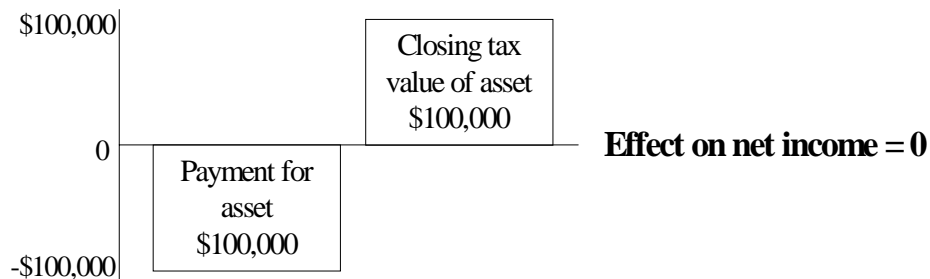 $100,000
Closing tax
value of asset
$100,000
0
Effect on net income = 0
Payment for
asset
$100,000
-$100,000